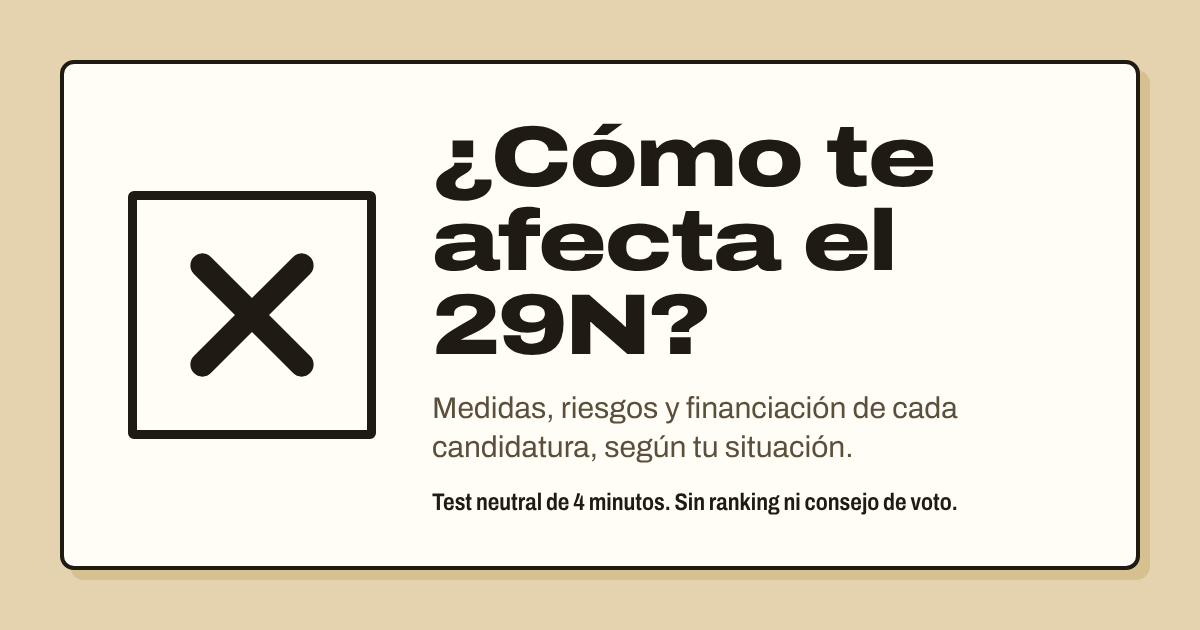 ¿Cómo te
afecta el
29N?
Medidas, riesgos y financiación de cada
candidatura, según tu situación.
Test neutral de 4 minutos. Sin ranking ni consejo de voto.